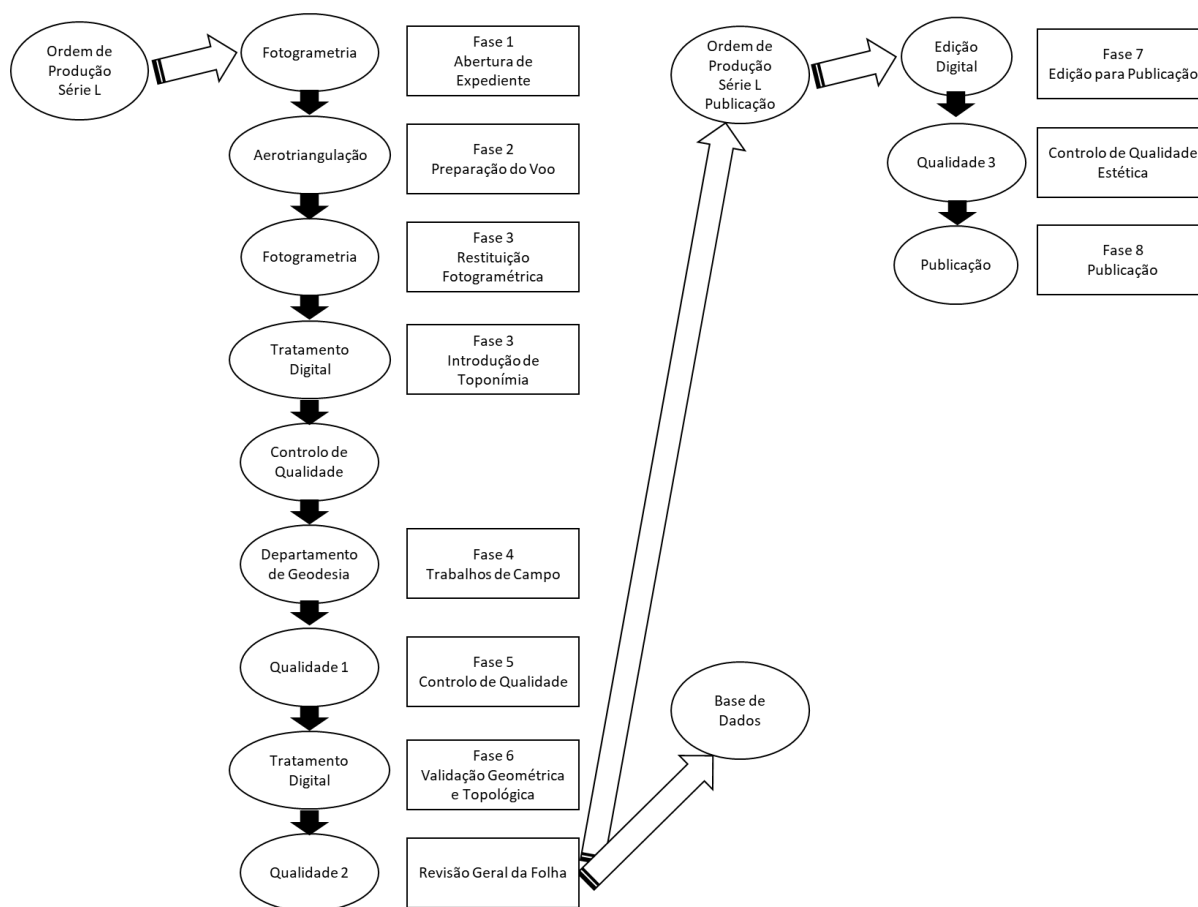 Ordem de
Produção
Série L
Fotogrametria
Fase 1
Abertura de
Expediente
Aerotriangulação
Fase 2
Preparação do Voo
Fotogrametria
Fase 3
Restituição
Fotogramétrica
Tratamento
Digital
Fase 3
Introdução de
Toponímia
Controlo de
Qualidade
Departamento
de Geodesia
Fase 4
Trabalhos de Campo
Qualidade 1
Fase 5
Controlo de Qualidade
Tratamento
Digital
Fase 6
Validação Geométrica
e Topológica
Qualidade 2
Revisão Geral da Folha
Base de
Dados
Ordem de
Produção
Série L
Publicação
Edição
Digital
Fase 7
Edição para Publicação
Qualidade 3
Controlo de Qualidade
Estética
Publicação
Fase 8
Publicação